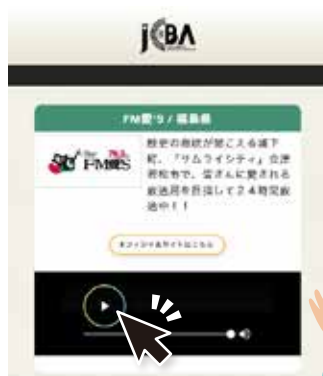 jCBA
FM愛'S / 福島県
FM愛'S
歴史の鼓吹が聞こえる城下
町、「サムライシティ」会津
若松市で、皆さんに愛される
放送局を目指して24時間放
送中！！
オフィシャルサイトはこちら